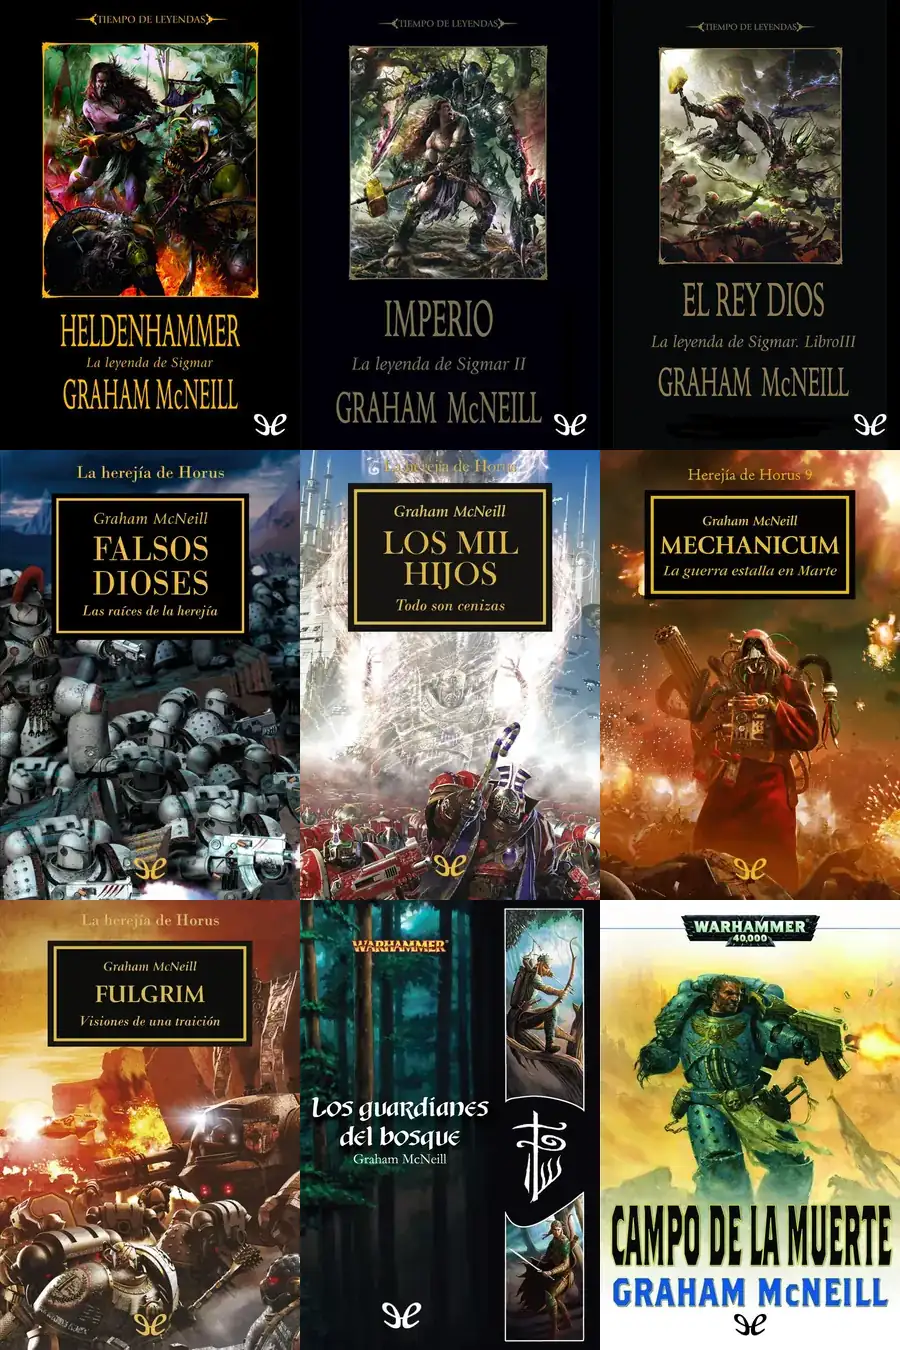 TIEMPO DE LEYENDAS
HELDENHAMMER
La leyenda de Sigmar
GRAHAM McNEILL
TIEMPO DE LEYENDAS
IMPERIO
La leyenda de Sigmar II
GRAHAM McNEILL
TIEMPO DE LEYENDAS
EL REY DIOS
La leyenda de Sigmar. LibroIII
GRAHAM McNEILL
La herejía de Horus
Graham McNeill
FALSOS
DIOSES
Las raíces de la herejía
La herejía de Horus
Graham McNeill
LOS MIL
HIJOS
Todo son cenizas
Herejía de Horus 9
Graham McNeill
MECHANICUM
La guerra estalla en Marte
La herejía de Horus
Graham McNeill
FULGRIM
Visiones de una traición
WARHAMMER
Los guardianes
del bosque
Graham McNeill
WARHAMMER
40,000
CAMPO DE LA MUERTE
GRAHAM McNEILL